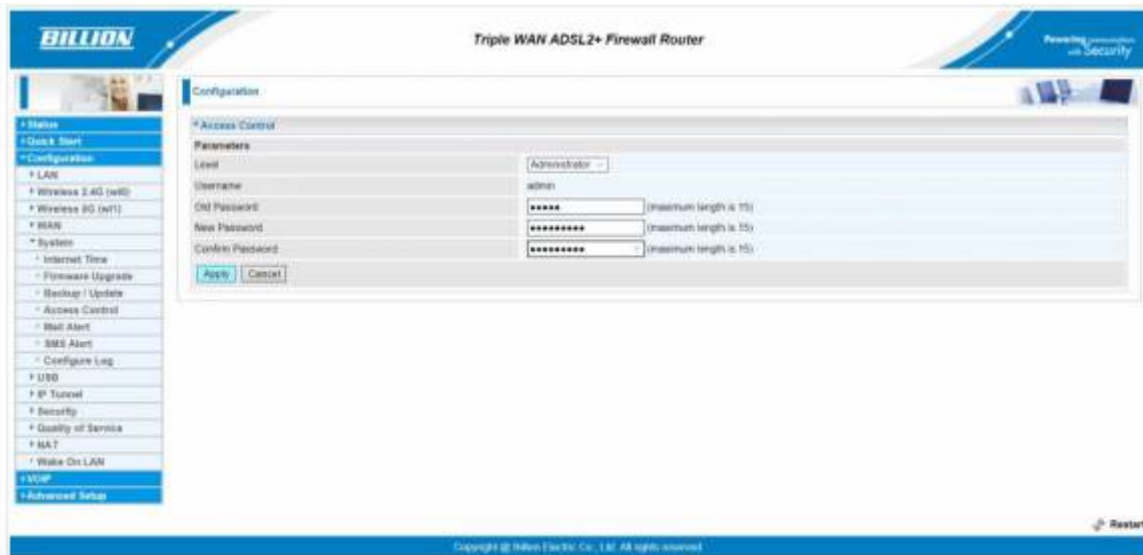 BILLION
Triple WAN ADSL2+ Firewall Router
Powering communications with Security
Configuration
Status
Quick Start
Configuration
LAN
Wireless 2.4G (wl0)
Wireless 5G (wl1)
WAN
System
Internet Time
Firmware Upgrade
Backup / Update
Access Control
Mail Alert
SMS Alert
Configure Log
USB
IP Tunnel
Security
Quality of Service
NAT
Wake On LAN
VOIP
Advanced Setup
Access Control
Parameters
Level Administrator
Username admin
Old Password ●●●●● (maximum length is 15)
New Password ●●●●●●●●● (maximum length is 15)
Confirm Password ●●●●●●●●● (maximum length is 15)
Apply Cancel
Restart
Copyright @ Billion Electric Co., Ltd. All rights reserved.